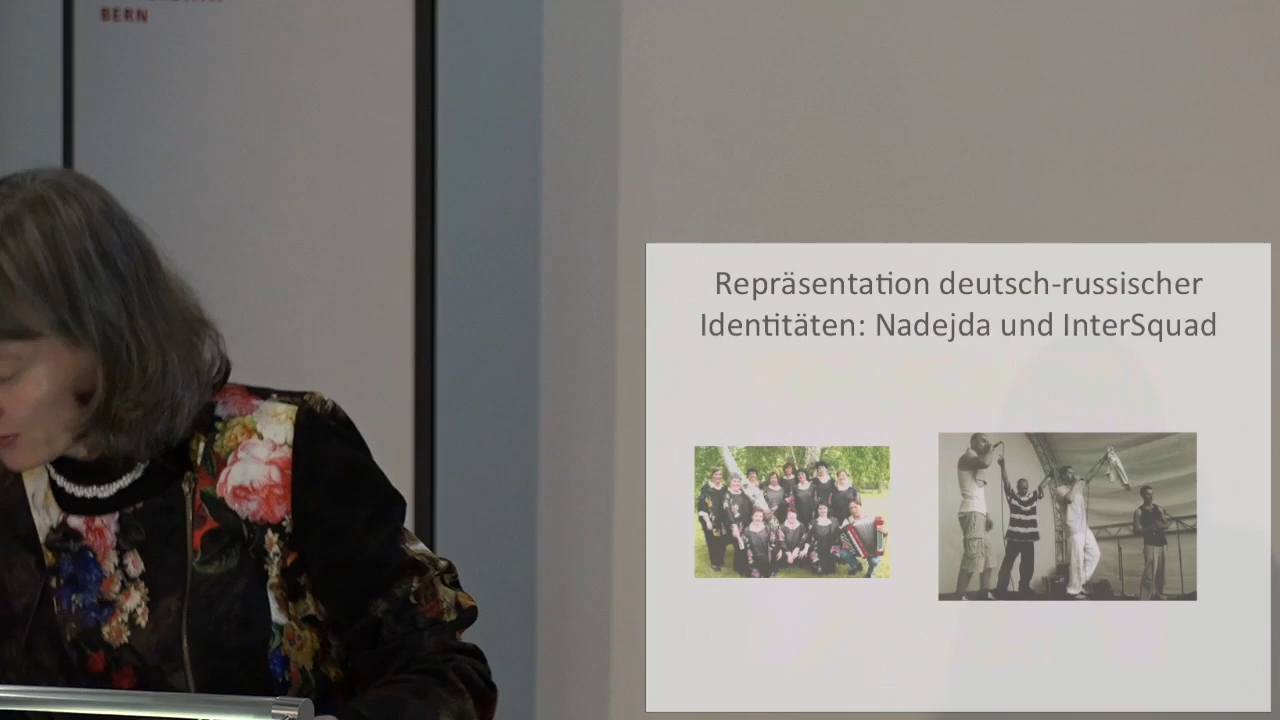 BERN
Repräsentation deutsch-russischer
Identitäten: Nadejda und InterSquad